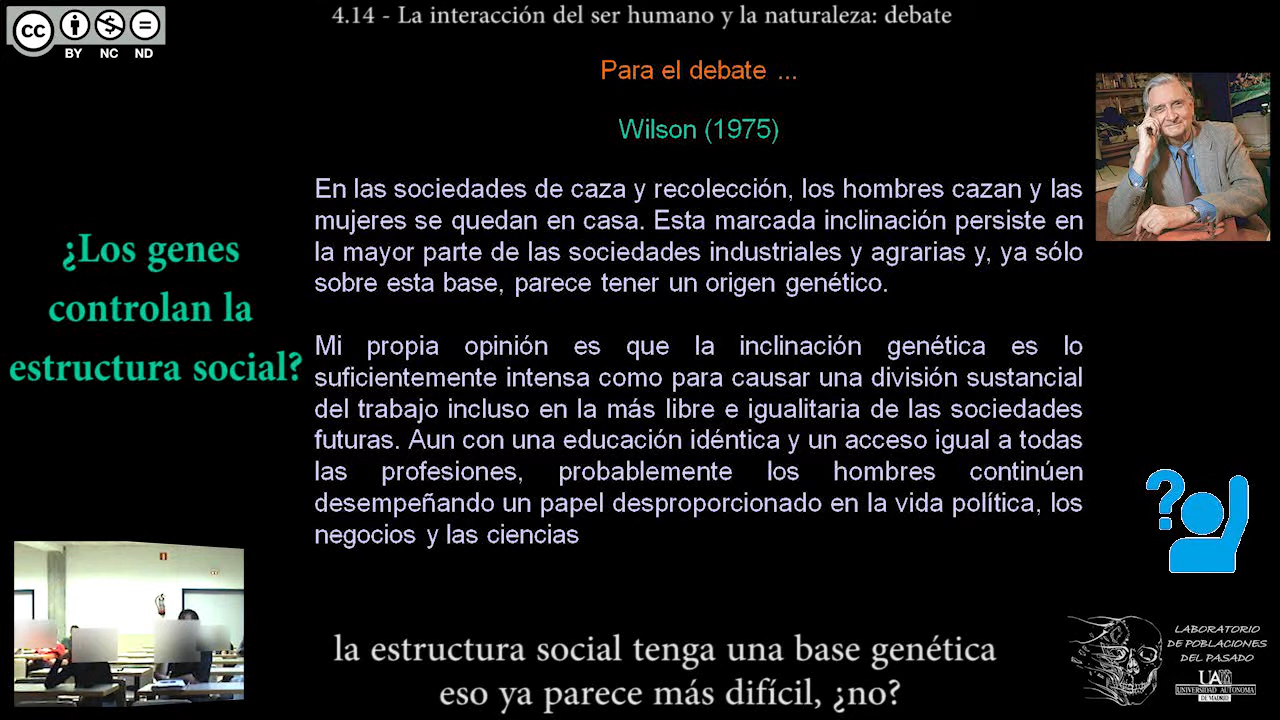 4.14 - La interacción del ser humano y la naturaleza: debate
cc
BY NC ND
Para el debate ...
Wilson (1975)
¿Los genes
controlan la
estructura social?
En las sociedades de caza y recolección, los hombres cazan y las
mujeres se quedan en casa. Esta marcada inclinación persiste en
la mayor parte de las sociedades industriales y agrarias y, ya sólo
sobre esta base, parece tener un origen genético.
Mi propia opinión es que la inclinación genética es lo
suficientemente intensa como para causar una división sustancial
del trabajo incluso en la más libre e igualitaria de las sociedades
futuras. Aun con una educación idéntica y un acceso igual a todas
las profesiones, probablemente los hombres continúen
desempeñando un papel desproporcionado en la vida política, los
negocios y las ciencias
?
la estructura social tenga una base genética
eso ya parece más difícil, ¿no?
LABORATORIO
DE POBLACIONES
DEL PASADO
UAM
UNIVERSIDAD AUTONOMA
DE MADRID